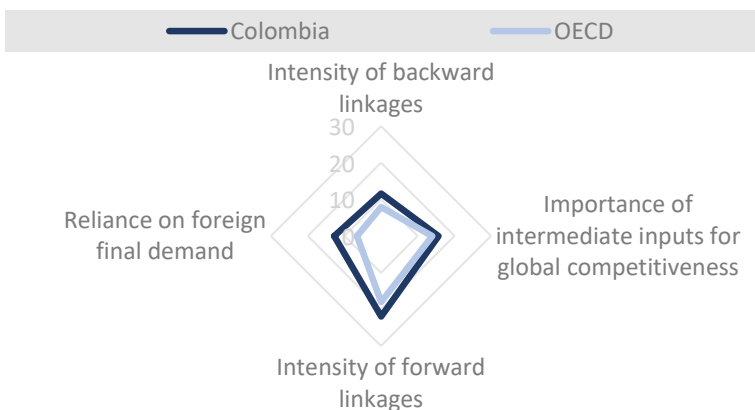 Colombia OECD
Intensity of backward
linkages
30
20
10
0
Reliance on foreign
final demand
Importance of
intermediate inputs for
global competitiveness
Intensity of forward
linkages